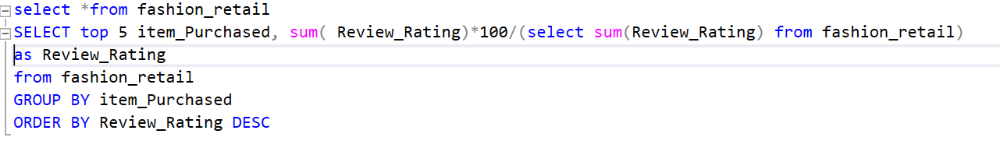 select *from fashion_retail
SELECT top 5 item_Purchased, sum( Review_Rating)*100/(select sum(Review_Rating) from fashion_retail)
as Review_Rating
from fashion_retail
GROUP BY item_Purchased
ORDER BY Review_Rating DESC